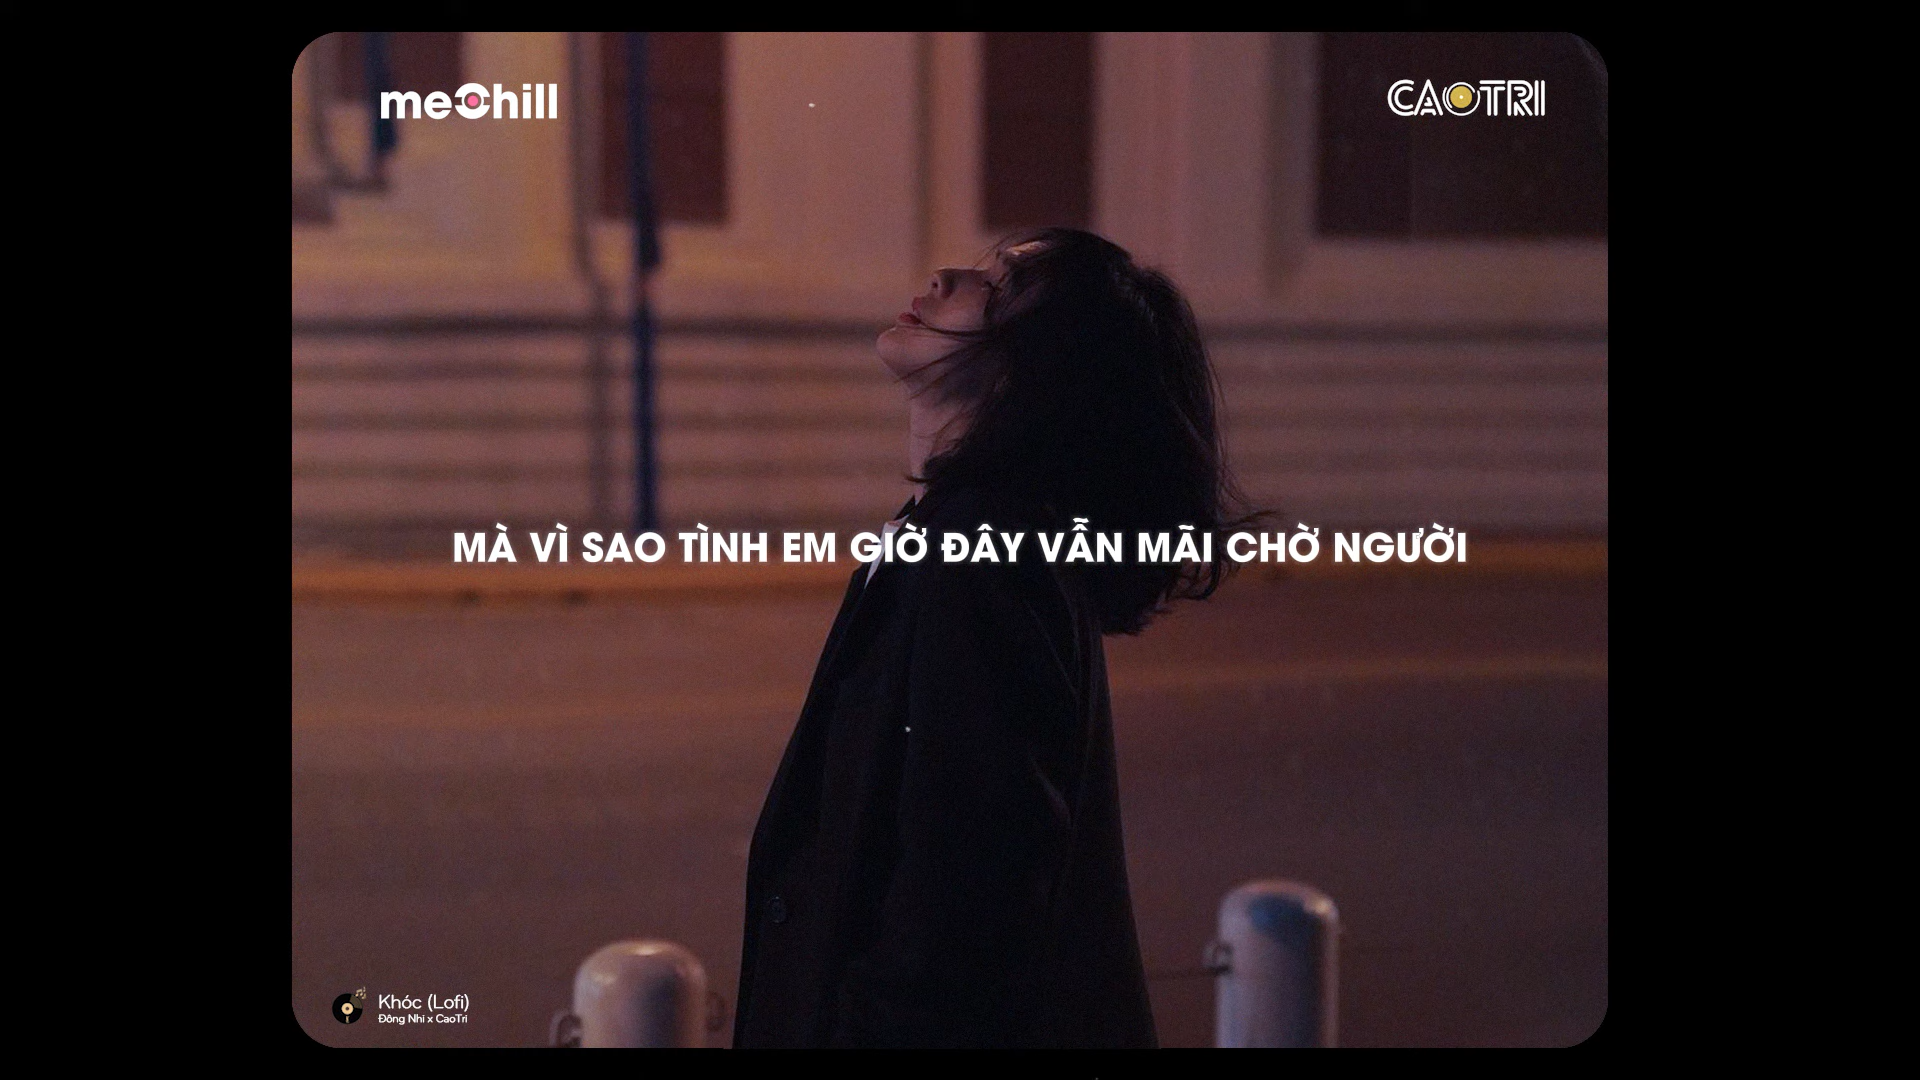 meChill
CAOTRI
MÀ VÌ SAO TÌNH EM GIỜ ĐÂY VẪN MÃI CHỜ NGƯỜI
Khóc (Lofi)
Đông Nhi x CaoTri